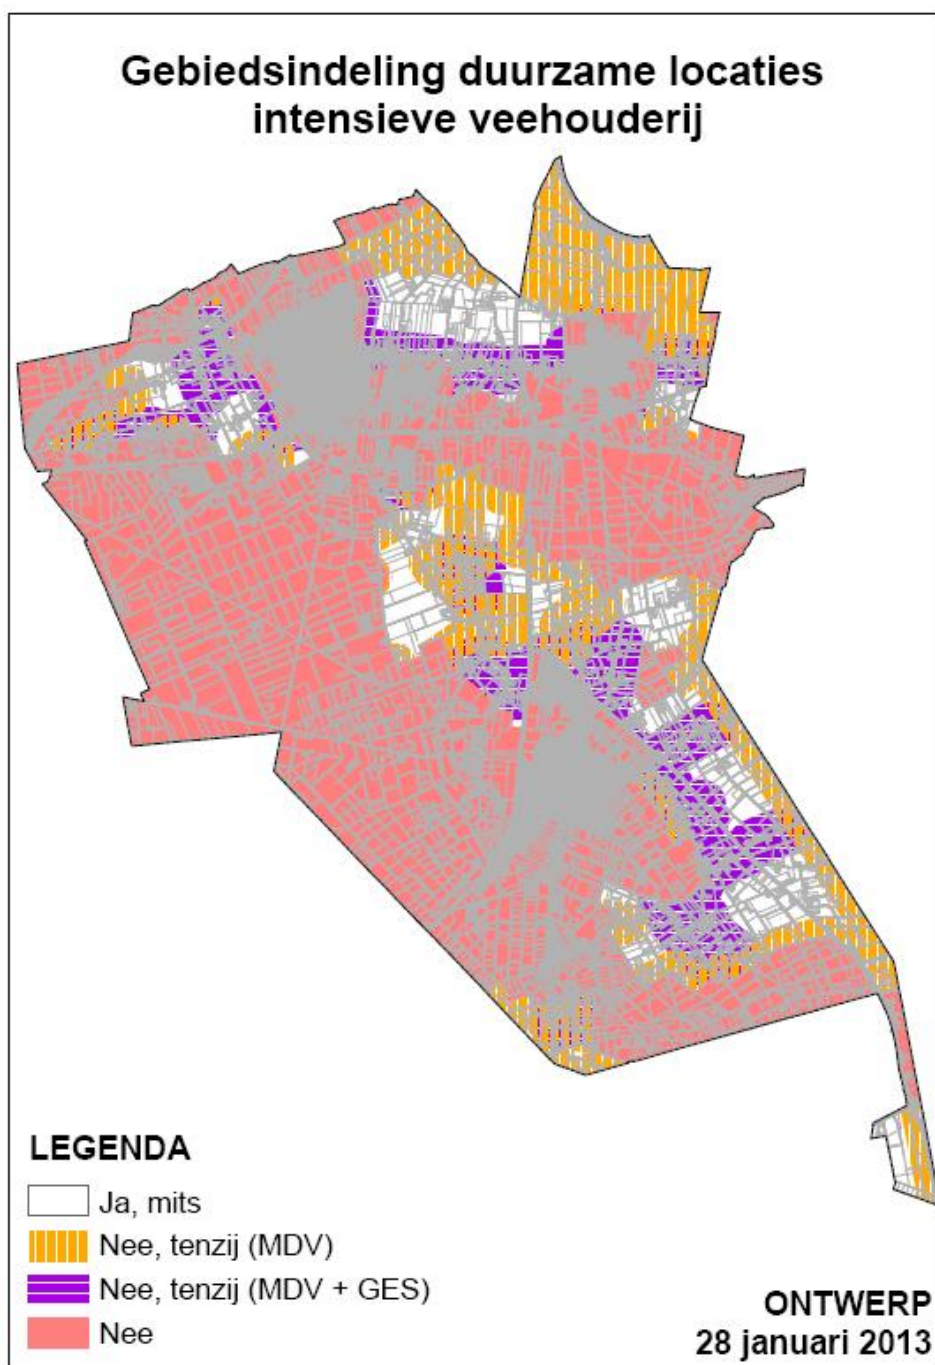 Gebiedsindeling duurzame locaties
intensieve veehouderij
LEGENDA
Ja, mits
Nee, tenzij (MDV)
Nee, tenzij (MDV + GES)
Nee
ONTWERP
28 januari 2013